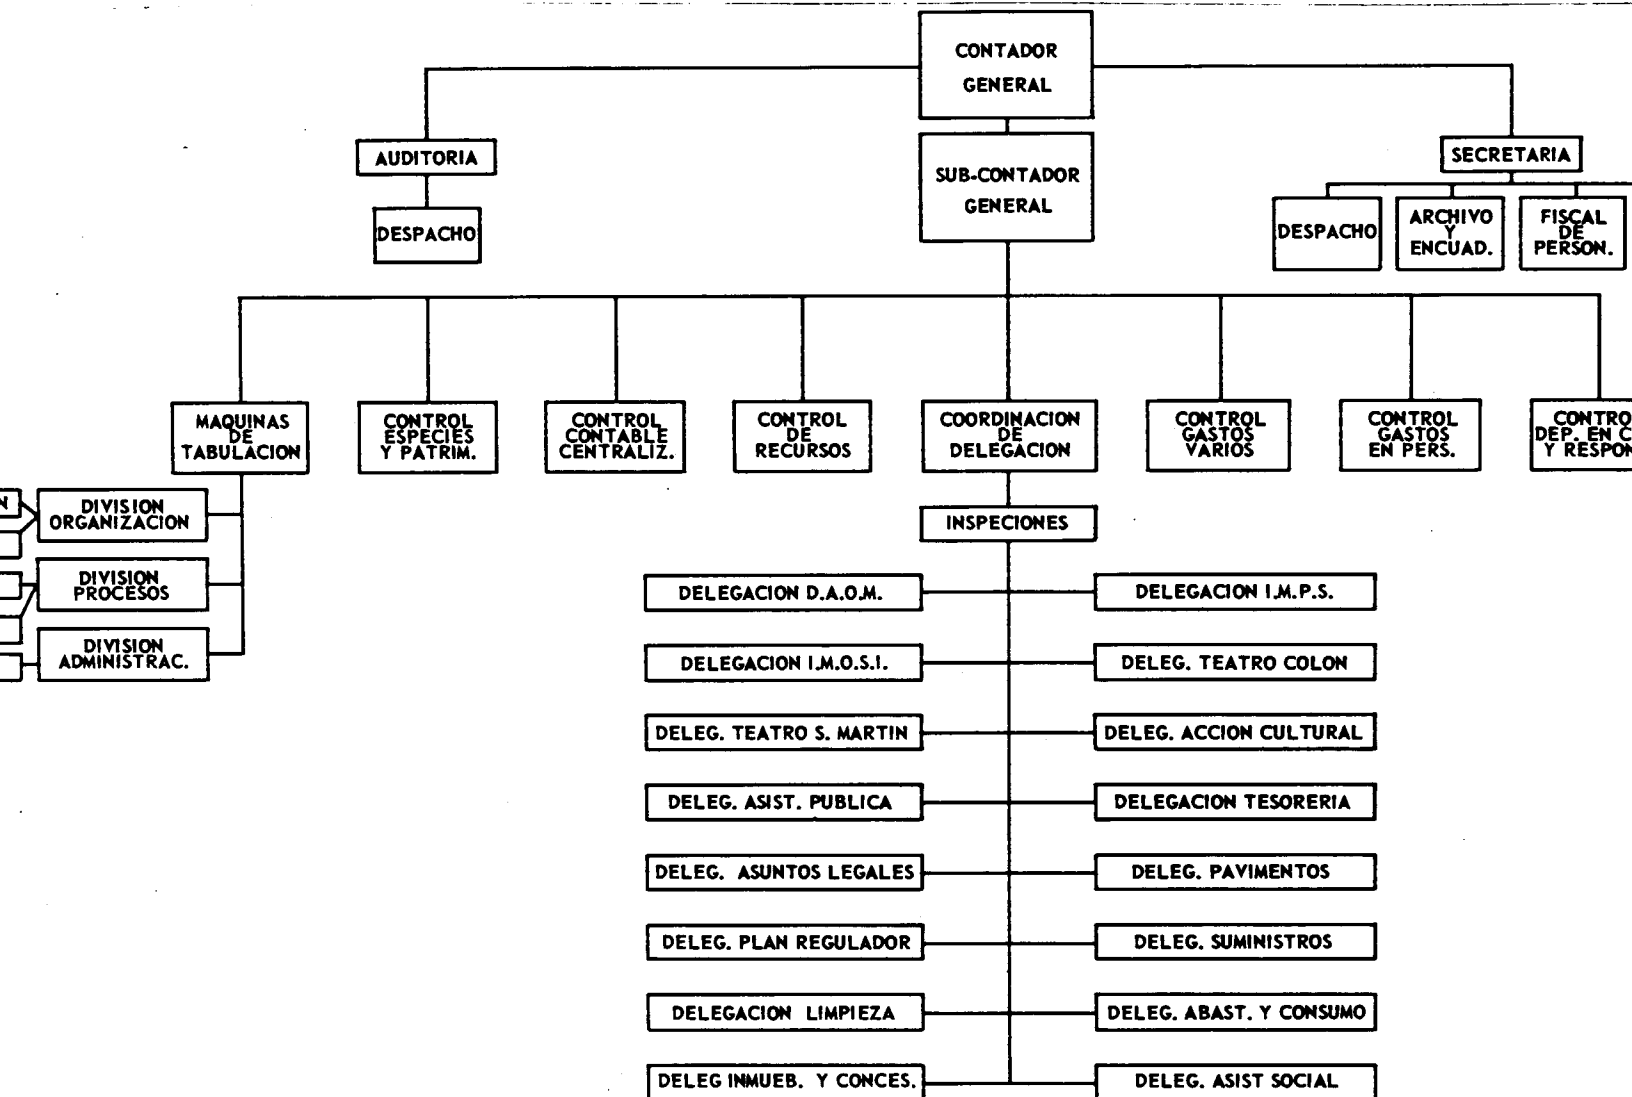 CONTADOR
GENERAL
AUDITORIA
SECRETARIA
SUB-CONTADOR
GENERAL
DESPACHO
DESPACHO
ARCHIVO
Y
ENCUAD.
FISCAL
DE
PERSON.
MAQUINAS
DE
TABULACION
CONTROL
ESPECIES
Y PATRIM.
CONTROL
CONTABLE
CENTRALIZ.
CONTROL
DE
RECURSOS
COORDINACION
DE
DELEGACION
CONTROL
GASTOS
VARIOS
CONTROL
GASTOS
EN PERS.
CONTRO
DEP. EN C
Y RESPON
N
DIVISION
ORGANIZACION
DIVISION
PROCESOS
DIVISION
ADMINISTRAC.
INSPECIONES
DELEGACION D.A.O.M.
DELEGACION I.M.P.S.
DELEGACION I.M.O.S.I.
DELEG. TEATRO COLON
DELEG. TEATRO S. MARTIN
DELEG. ACCION CULTURAL
DELEG. ASIST. PUBLICA
DELEGACION TESORERIA
DELEG. ASUNTOS LEGALES
DELEG. PAVIMENTOS
DELEG. PLAN REGULADOR
DELEG. SUMINISTROS
DELEGACION LIMPIEZA
DELEG. ABAST. Y CONSUMO
DELEG INMUEB. Y CONCES.
DELEG. ASIST SOCIAL